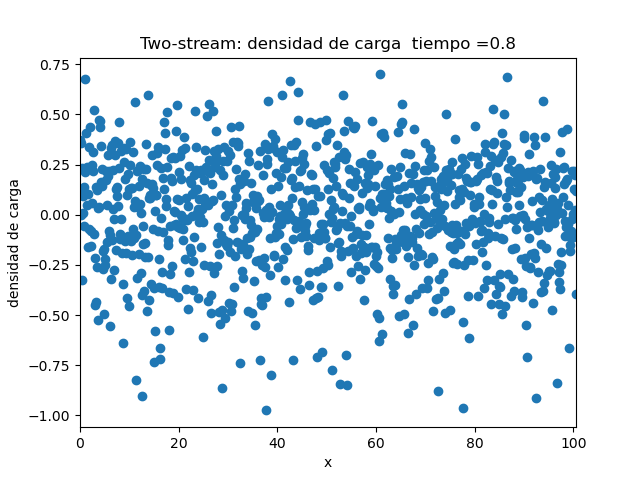 Two-stream: densidad de carga  tiempo =0.8
densidad de carga
0.75
0.50
0.25
0.00
−0.25
−0.50
−0.75
−1.00
0 20 40 60 80 100
x